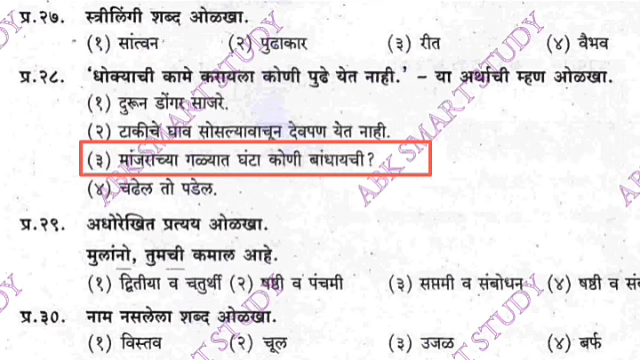 प्र.२७. स्त्रीलिंगी शब्द ओळखा.
(१) सांत्वन (२) पुढाकार (३) रीत (४) वैभव
प्र.२८. 'धोक्याची कामे करायला कोणी पुढे येत नाही.' – या अर्थाची म्हण ओळखा.
(१) दुरून डोंगर साजरे.
(२) टाकीचे घाव सोसल्यावाचून देवपण येत नाही.
(३) मांजराच्या गळ्यात घंटा कोणी बांधायची?
(४) चढेल तो पडेल.
प्र.२९. अधोरेखित प्रत्यय ओळखा.
मुलांनो, तुमची कमाल आहे.
(१) द्वितीया व चतुर्थी (२) षष्ठी व पंचमी (३) सप्तमी व संबोधन (४) षष्ठी व
प्र.३०. नाम नसलेला शब्द ओळखा.
(१) विस्तव (२) चूल (३) उजळ (४) बर्फ
ABK SMART STUDY
ABK SMART STUDY